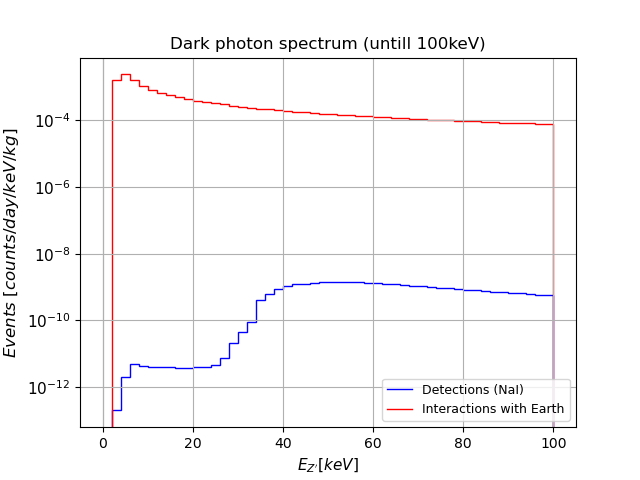 Dark photon spectrum (untill 100keV)
Events [counts/day/keV/kg]
10⁻⁴
10⁻⁶
10⁻⁸
10⁻¹⁰
10⁻¹²
0 20 40 60 80 100
E_{Z'}[keV]
Detections (NaI)
Interactions with Earth